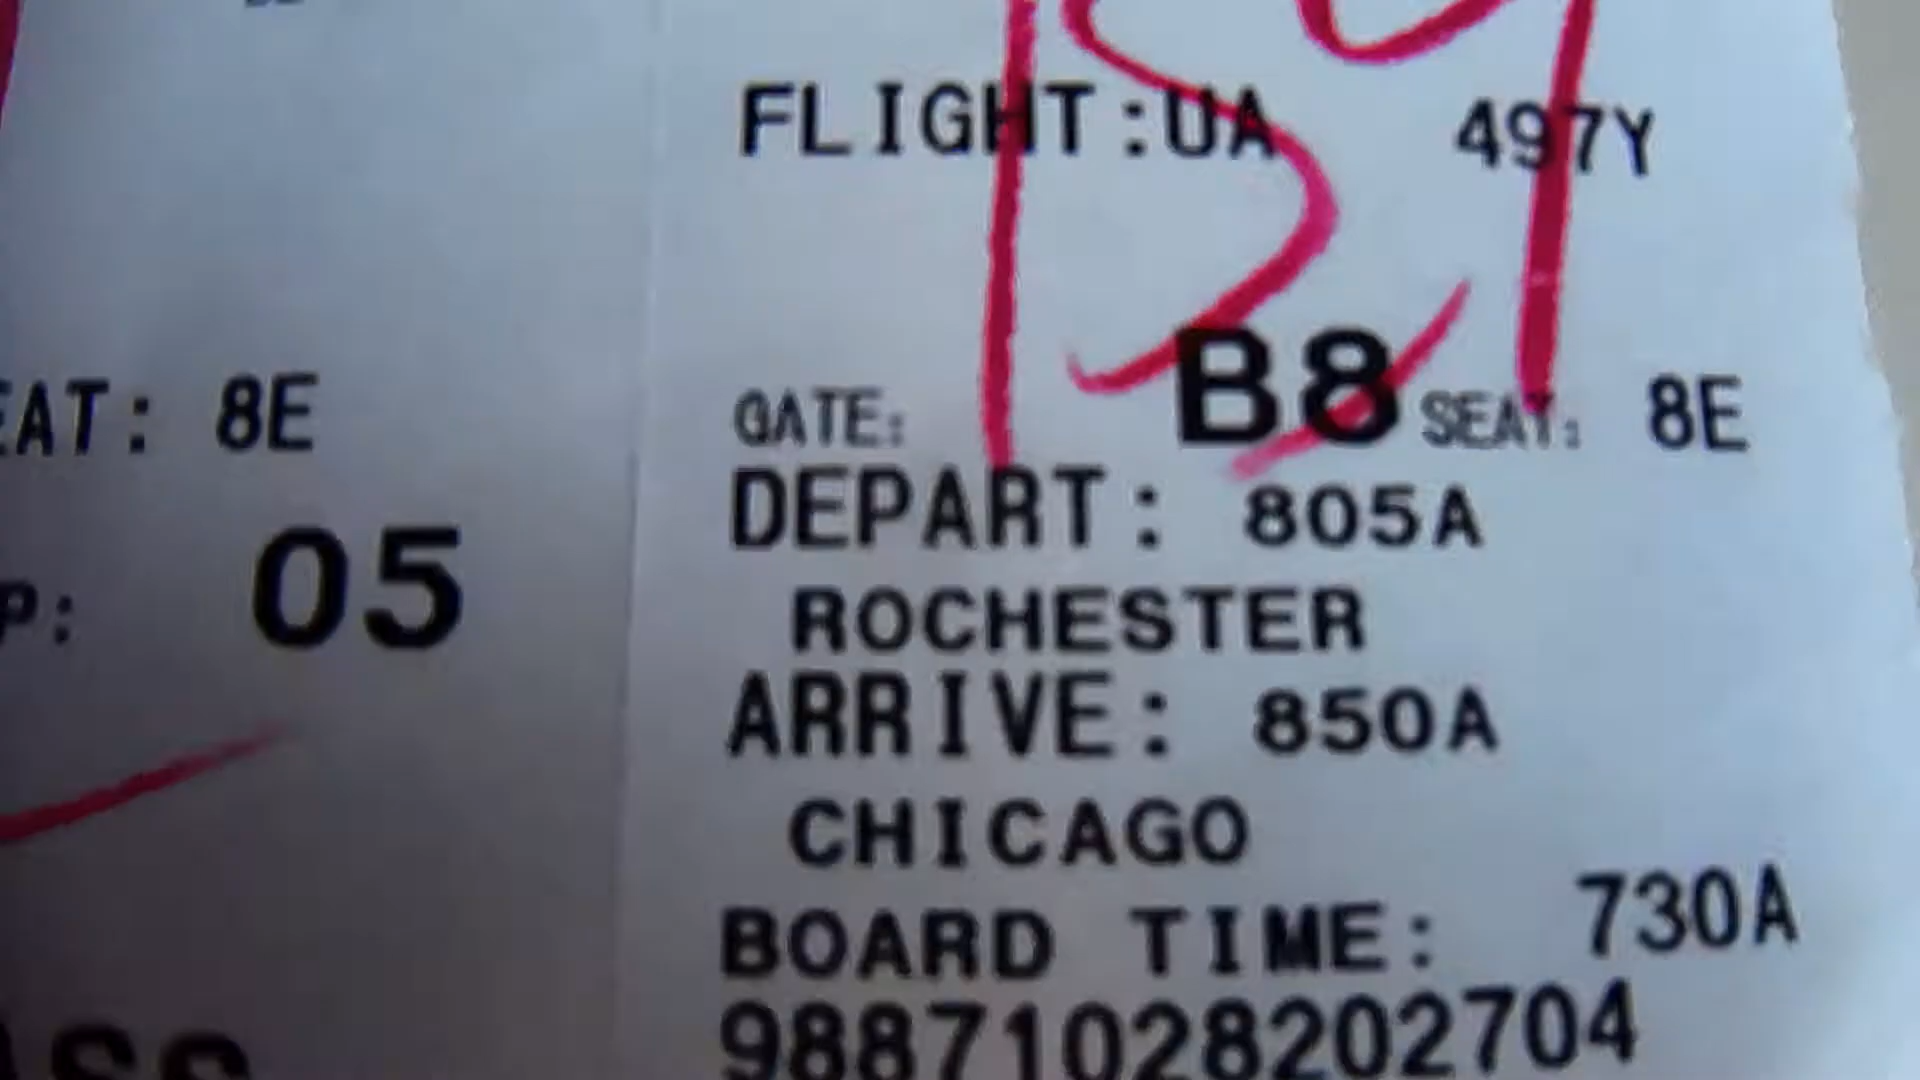 FLIGHT:UA 497Y
EAT: 8E
GATE: B8 SEAT: 8E
DEPART: 805A
P: 05
ROCHESTER
ARRIVE: 850A
CHICAGO
BOARD TIME: 730A
98871028202704
ASS